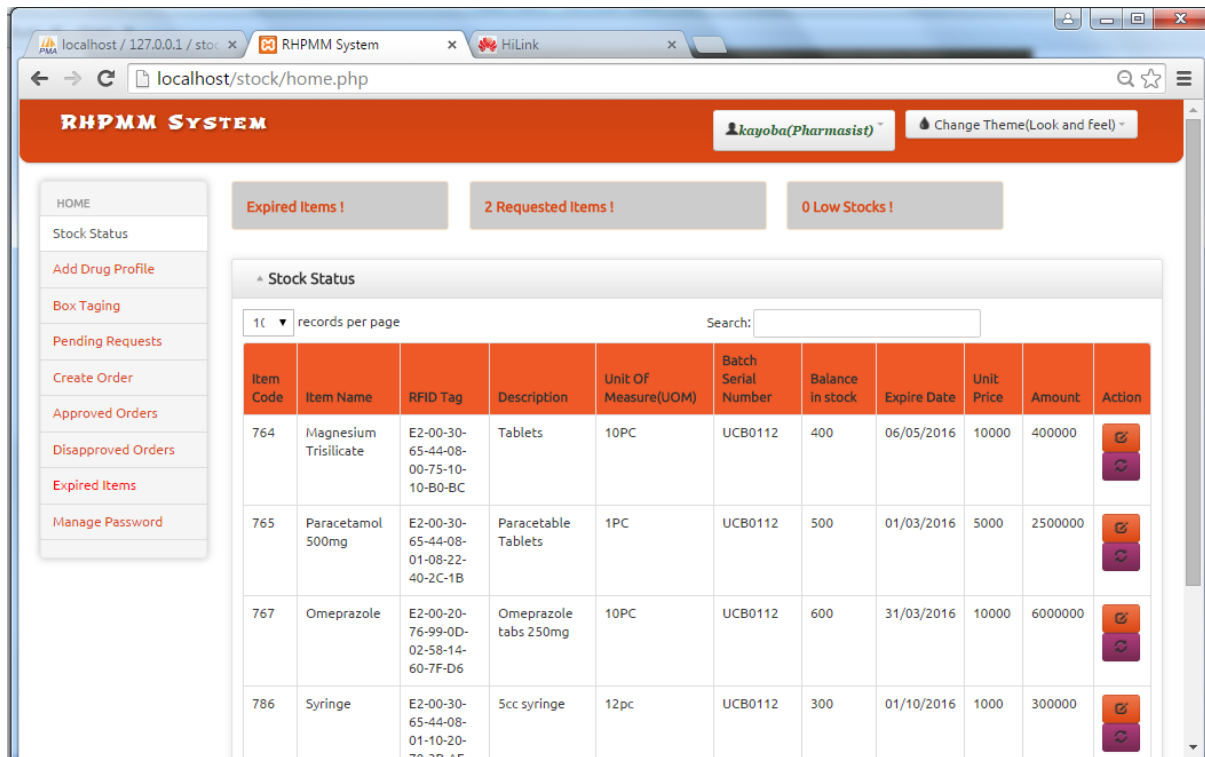 localhost / 127.0.0.1 / stoc
RHPMM System
HiLink
localhost/stock/home.php
RHPMM System
kayoba(Pharmasist)
Change Theme(Look and feel)
HOME
Stock Status
Add Drug Profile
Box Taging
Pending Requests
Create Order
Approved Orders
Disapproved Orders
Expired Items
Manage Password
Expired Items !
2 Requested Items !
0 Low Stocks !
Stock Status
records per page
Search:
Item Code
Item Name
RFID Tag
Description
Unit Of Measure(UOM)
Batch Serial Number
Balance in stock
Expire Date
Unit Price
Amount
Action
764
Magnesium Trisilicate
E2-00-30-
65-44-08-
00-75-10-
10-B0-BC
Tablets
10PC
UCB0112
400
06/05/2016
10000
400000
765
Paracetamol 500mg
E2-00-30-
65-44-08-
01-08-22-
40-2C-1B
Paracetable Tablets
1PC
UCB0112
500
01/03/2016
5000
2500000
767
Omeprazole
E2-00-20-
76-99-0D-
02-58-14-
60-7F-D6
Omeprazole tabs 250mg
10PC
UCB0112
600
31/03/2016
10000
6000000
786
Syringe
E2-00-30-
65-44-08-
01-10-20-
5cc syringe
12pc
UCB0112
300
01/10/2016
1000
300000